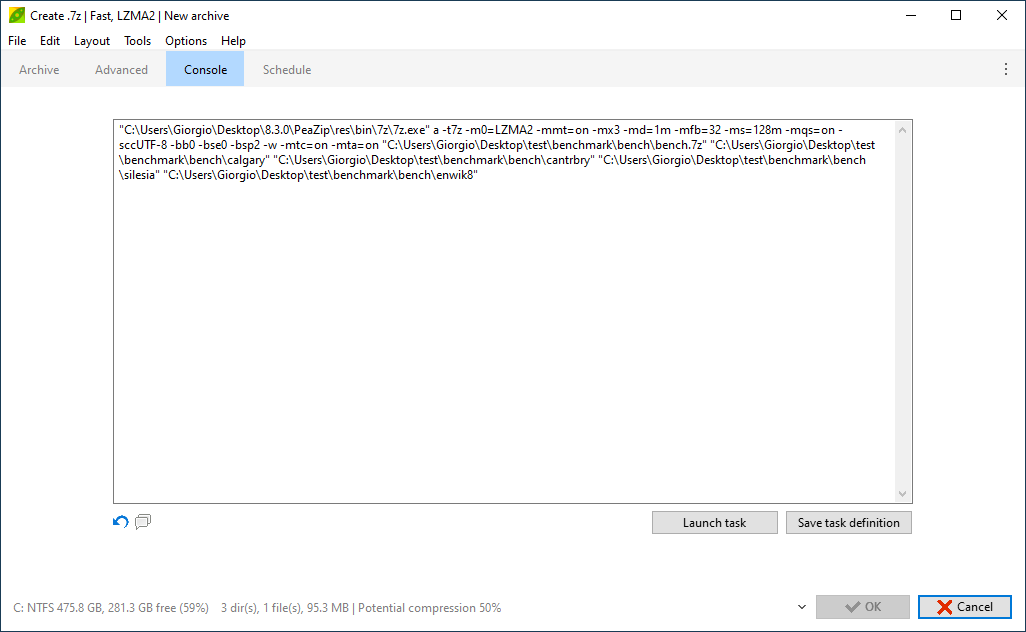 Create .7z | Fast, LZMA2 | New archive
File Edit Layout Tools Options Help
Archive Advanced Console Schedule
"C:\Users\Giorgio\Desktop\8.3.0\PeaZip\res\bin\7z\7z.exe" a -t7z -m0=LZMA2 -mmt=on -mx3 -md=1m -mfb=32 -ms=128m -mqs=on -
sccUTF-8 -bb0 -bse0 -bsp2 -w -mtc=on -mta=on "C:\Users\Giorgio\Desktop\test\benchmark\bench\bench.7z" "C:\Users\Giorgio\Desktop\test
\benchmark\bench\calgary" "C:\Users\Giorgio\Desktop\test\benchmark\bench\cantrbry" "C:\Users\Giorgio\Desktop\test\benchmark\bench
\silesia" "C:\Users\Giorgio\Desktop\test\benchmark\bench\enwik8"
Launch task Save task definition
C: NTFS 475.8 GB, 281.3 GB free (59%) 3 dir(s), 1 file(s), 95.3 MB | Potential compression 50% OK Cancel